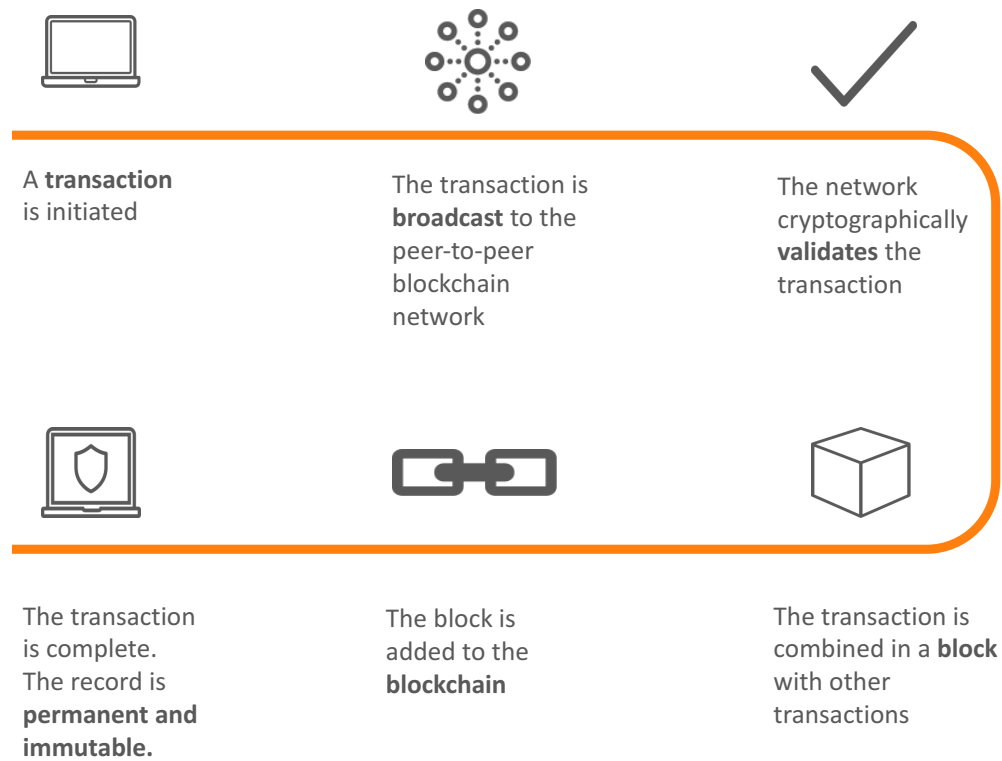 A transaction
is initiated
The transaction is
broadcast to the
peer-to-peer
blockchain
network
The network
cryptographically
validates the
transaction
The transaction is
combined in a block
with other
transactions
The block is
added to the
blockchain
The transaction
is complete.
The record is
permanent and
immutable.